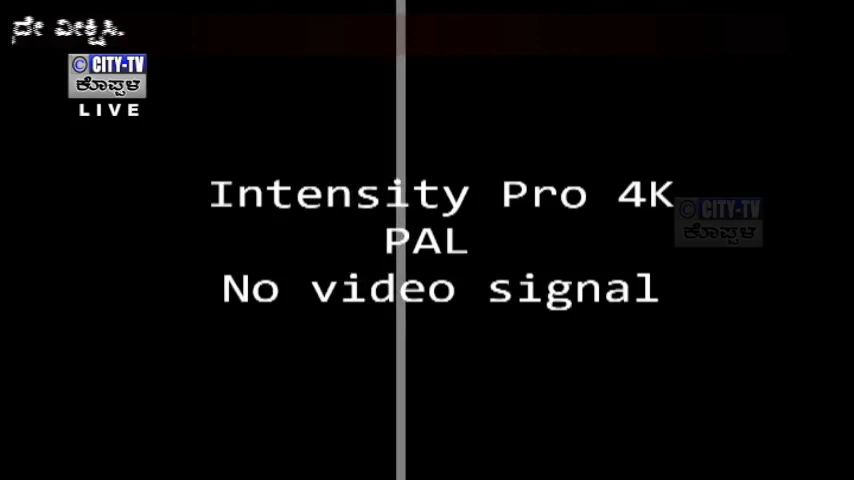 ದೇ ವೀಕ್ಷಿಸಿ.
© CITY-TV
ಕೊಪ್ಪಳ
LIVE
Intensity Pro 4K
PAL
No video signal
© CITY-TV
ಕೊಪ್ಪಳ